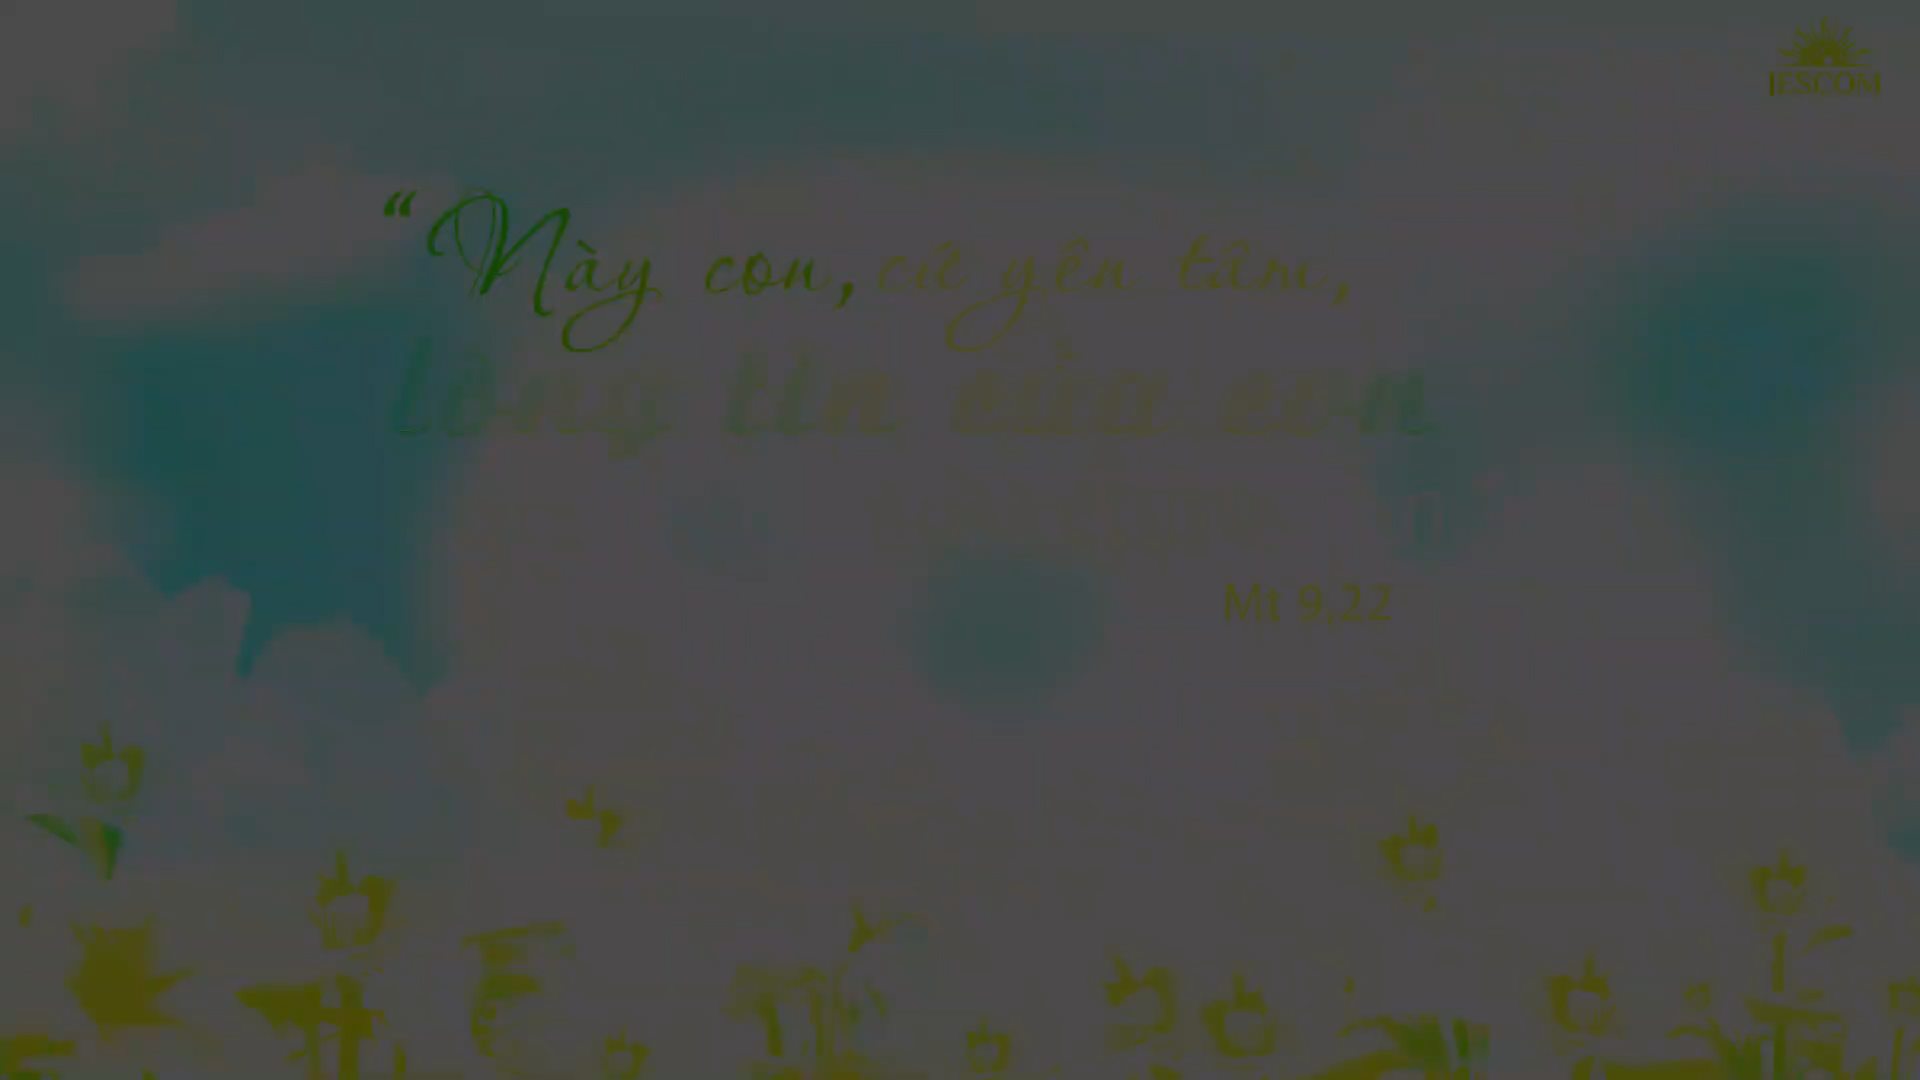 JESCOM
“Này con, cứ yên tâm,
lòng tin của con
Mt 9,22